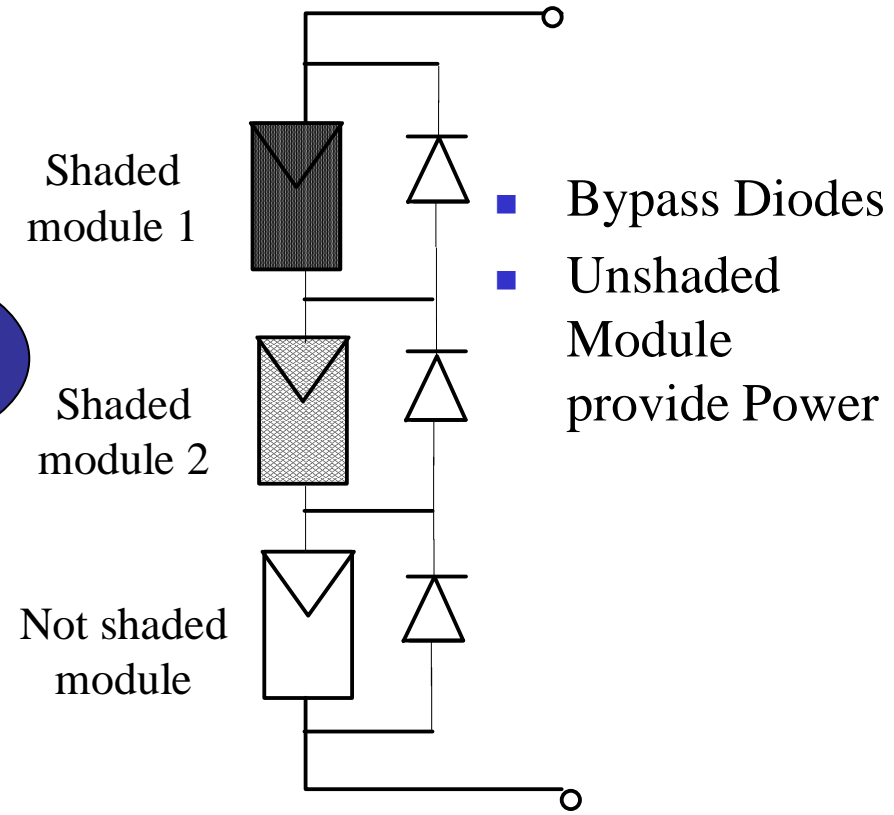 Shaded
module 1
Shaded
module 2
Not shaded
module
Bypass Diodes
Unshaded
Module
provide Power